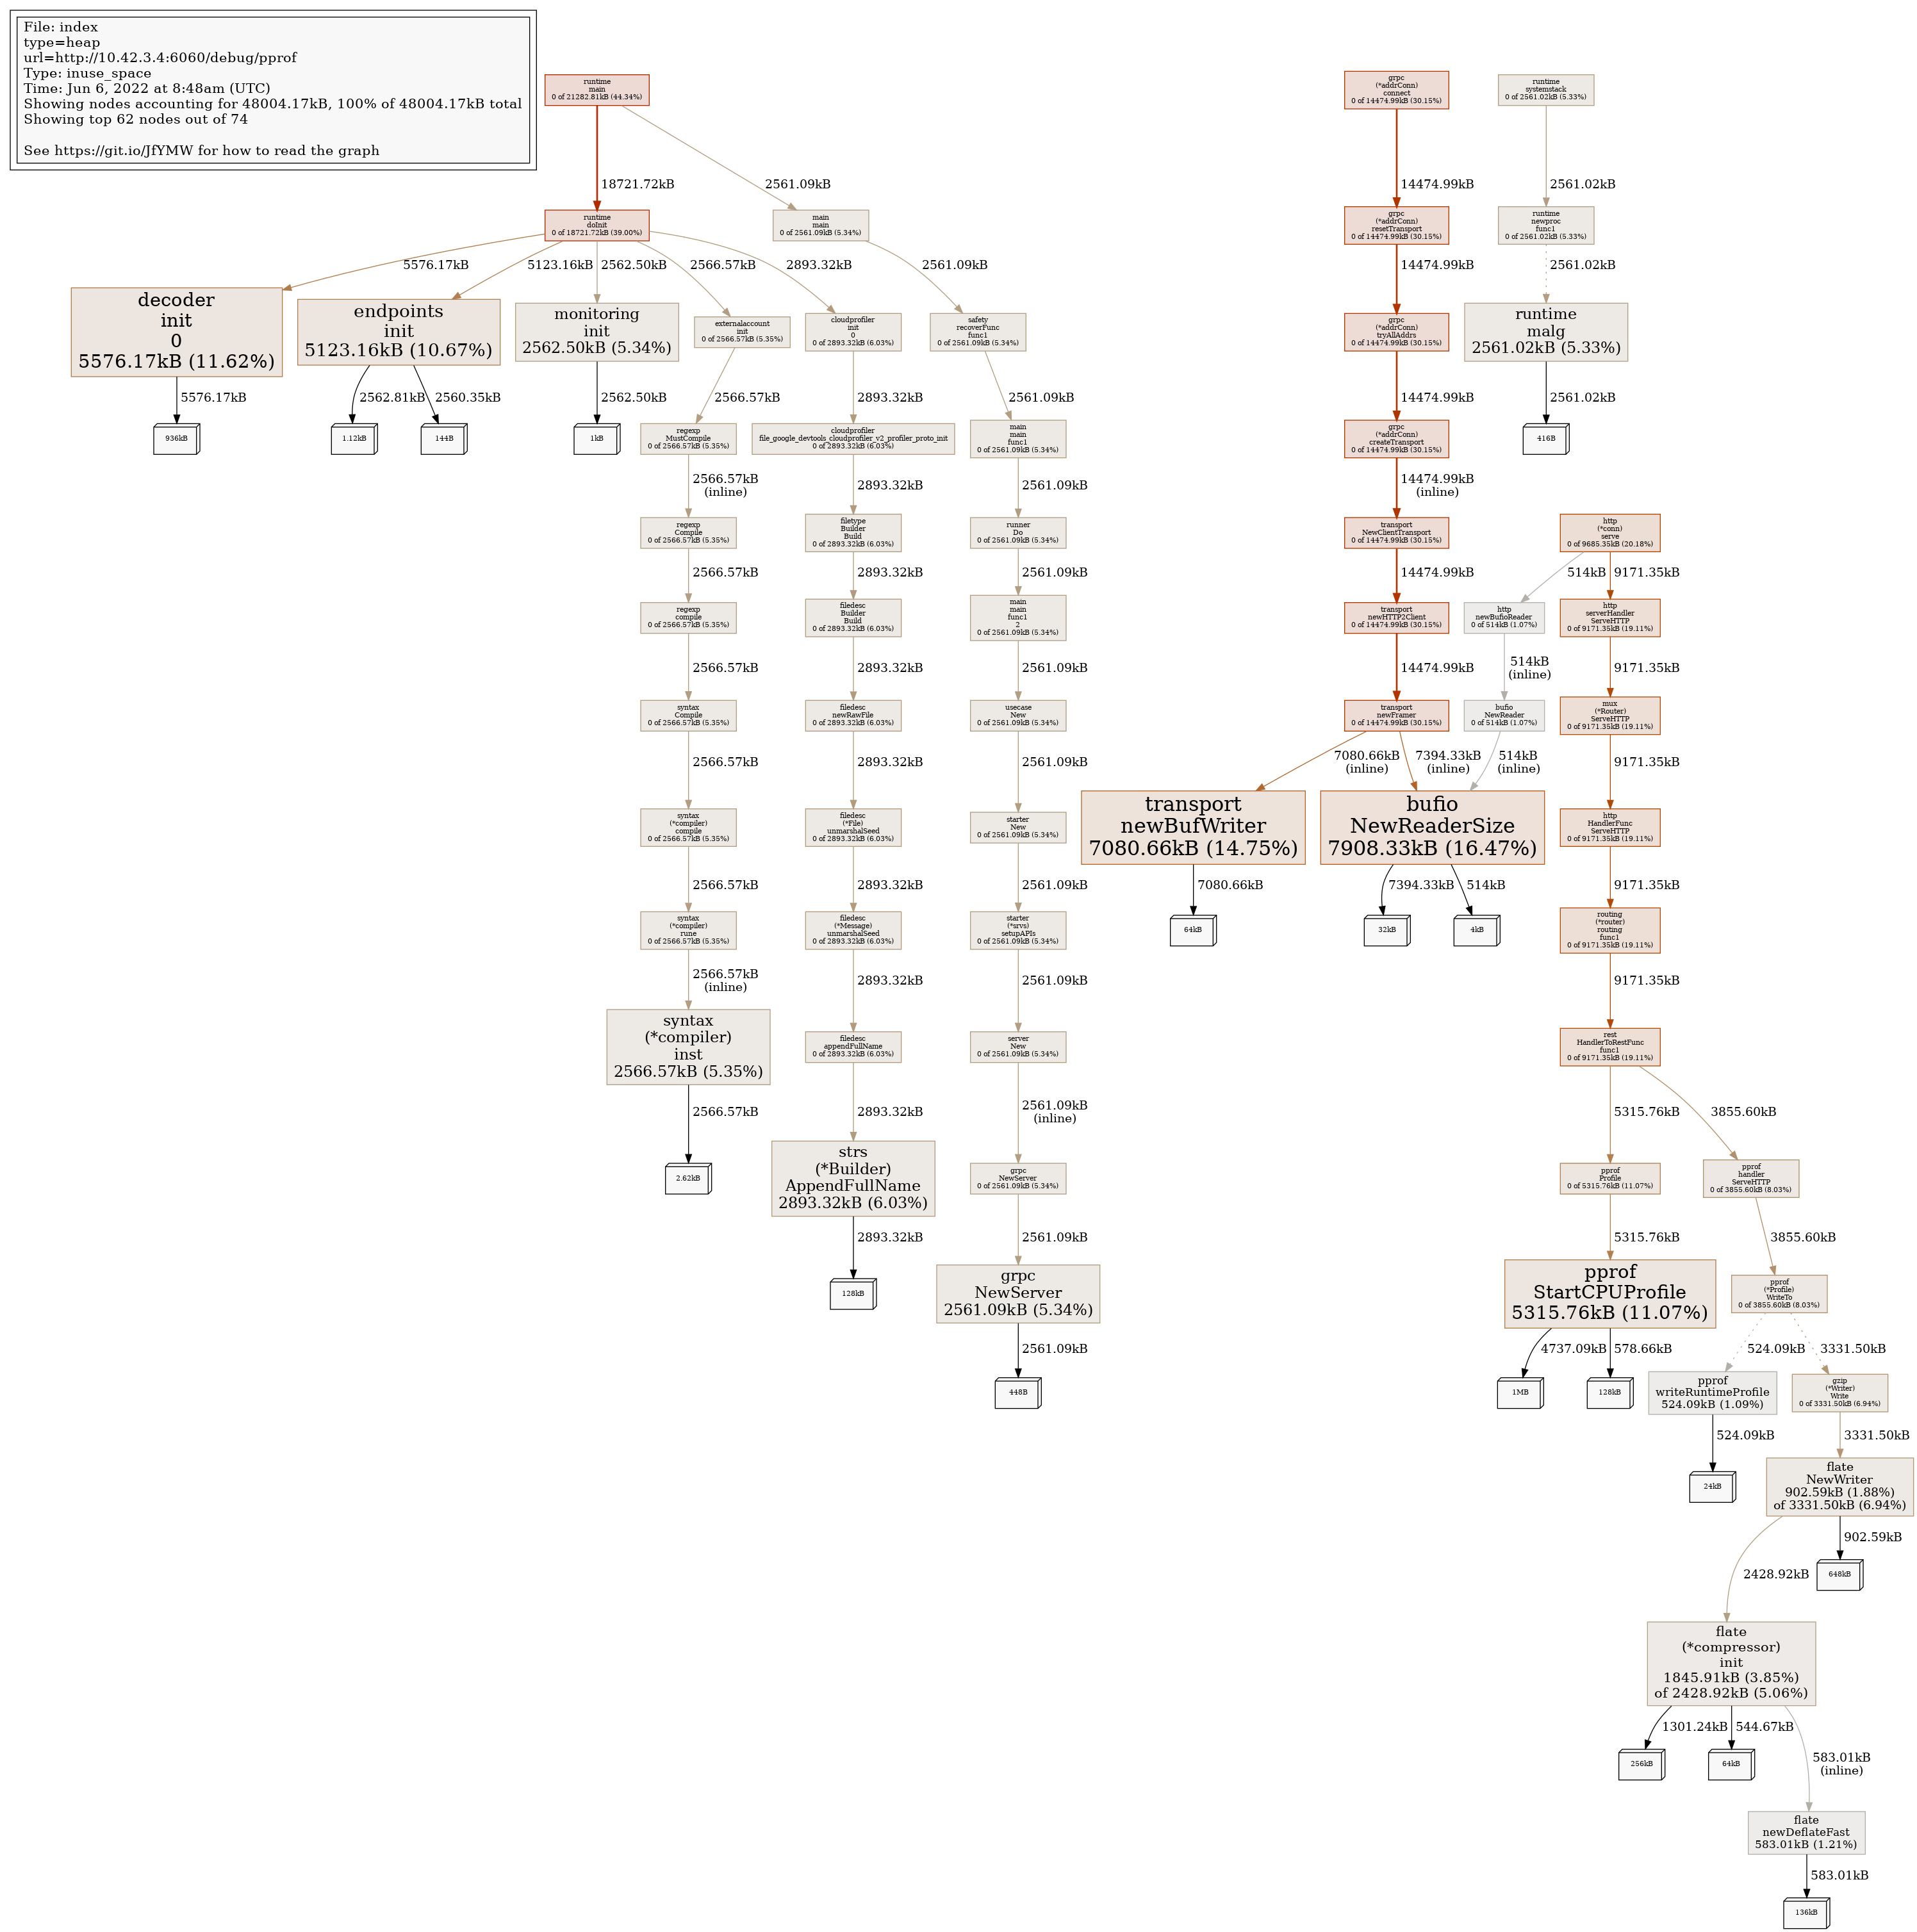 File: index
type=heap
url=http://10.42.3.4:6060/debug/pprof
Type: inuse_space
Time: Jun 6, 2022 at 8:48am (UTC)
Showing nodes accounting for 48004.17kB, 100% of 48004.17kB total
Showing top 62 nodes out of 74
See https://git.io/JfYMW for how to read the graph
runtime
main
0 of 21282.81kB (44.34%)
18721.72kB
2561.09kB
runtime
doInit
0 of 18721.72kB (39.00%)
main
main
0 of 2561.09kB (5.34%)
5576.17kB
5123.16kB
2562.50kB
2566.57kB
2893.32kB
2561.09kB
decoder
init
0
5576.17kB (11.62%)
5576.17kB
936kB
endpoints
init
5123.16kB (10.67%)
2562.81kB
2560.35kB
1.12kB
144B
monitoring
init
2562.50kB (5.34%)
2562.50kB
1kB
externalaccount
init
0 of 2566.57kB (5.35%)
2566.57kB
regexp
MustCompile
0 of 2566.57kB (5.35%)
2566.57kB
(inline)
regexp
Compile
0 of 2566.57kB (5.35%)
2566.57kB
regexp
compile
0 of 2566.57kB (5.35%)
2566.57kB
syntax
Compile
0 of 2566.57kB (5.35%)
2566.57kB
syntax
(*compiler)
compile
0 of 2566.57kB (5.35%)
2566.57kB
syntax
(*compiler)
rune
0 of 2566.57kB (5.35%)
2566.57kB
(inline)
syntax
(*compiler)
inst
2566.57kB (5.35%)
2566.57kB
2.62kB
cloudprofiler
init
0
0 of 2893.32kB (6.03%)
2893.32kB
cloudprofiler
file_google_devtools_cloudprofiler_v2_profiler_proto_init
0 of 2893.32kB (6.03%)
2893.32kB
filetype
Builder
Build
0 of 2893.32kB (6.03%)
2893.32kB
filedesc
Builder
Build
0 of 2893.32kB (6.03%)
2893.32kB
filedesc
newRawFile
0 of 2893.32kB (6.03%)
2893.32kB
filedesc
(*File)
unmarshalSeed
0 of 2893.32kB (6.03%)
2893.32kB
filedesc
(*Message)
unmarshalSeed
0 of 2893.32kB (6.03%)
2893.32kB
filedesc
appendFullName
0 of 2893.32kB (6.03%)
2893.32kB
strs
(*Builder)
AppendFullName
2893.32kB (6.03%)
2893.32kB
128kB
safety
recoverFunc
func1
0 of 2561.09kB (5.34%)
2561.09kB
main
main
func1
0 of 2561.09kB (5.34%)
2561.09kB
runner
Do
0 of 2561.09kB (5.34%)
2561.09kB
main
main
func1
2
0 of 2561.09kB (5.34%)
2561.09kB
usecase
New
0 of 2561.09kB (5.34%)
2561.09kB
starter
New
0 of 2561.09kB (5.34%)
2561.09kB
starter
(*srvs)
setupAPIs
0 of 2561.09kB (5.34%)
2561.09kB
server
New
0 of 2561.09kB (5.34%)
2561.09kB
(inline)
grpc
NewServer
0 of 2561.09kB (5.34%)
2561.09kB
grpc
NewServer
2561.09kB (5.34%)
2561.09kB
448B
grpc
(*addrConn)
connect
0 of 14474.99kB (30.15%)
14474.99kB
grpc
(*addrConn)
resetTransport
0 of 14474.99kB (30.15%)
14474.99kB
grpc
(*addrConn)
tryAllAddrs
0 of 14474.99kB (30.15%)
14474.99kB
grpc
(*addrConn)
createTransport
0 of 14474.99kB (30.15%)
14474.99kB
(inline)
transport
NewClientTransport
0 of 14474.99kB (30.15%)
14474.99kB
transport
newHTTP2Client
0 of 14474.99kB (30.15%)
14474.99kB
transport
newFramer
0 of 14474.99kB (30.15%)
7080.66kB
(inline)
7394.33kB
(inline)
transport
newBufWriter
7080.66kB (14.75%)
7080.66kB
64kB
bufio
NewReaderSize
7908.33kB (16.47%)
7394.33kB
514kB
32kB
4kB
runtime
systemstack
0 of 2561.02kB (5.33%)
2561.02kB
runtime
newproc
func1
0 of 2561.02kB (5.33%)
2561.02kB
runtime
malg
2561.02kB (5.33%)
2561.02kB
416B
http
(*conn)
serve
0 of 9685.35kB (20.18%)
514kB
9171.35kB
http
newBufioReader
0 of 514kB (1.07%)
514kB
(inline)
bufio
NewReader
0 of 514kB (1.07%)
514kB
(inline)
http
serverHandler
ServeHTTP
0 of 9171.35kB (19.11%)
9171.35kB
mux
(*Router)
ServeHTTP
0 of 9171.35kB (19.11%)
9171.35kB
http
HandlerFunc
ServeHTTP
0 of 9171.35kB (19.11%)
9171.35kB
routing
(*router)
routing
func1
0 of 9171.35kB (19.11%)
9171.35kB
rest
HandlerToRestFunc
func1
0 of 9171.35kB (19.11%)
5315.76kB
3855.60kB
pprof
Profile
0 of 5315.76kB (11.07%)
5315.76kB
pprof
StartCPUProfile
5315.76kB (11.07%)
4737.09kB
578.66kB
1MB
128kB
pprof
handler
ServeHTTP
0 of 3855.60kB (8.03%)
3855.60kB
pprof
(*Profile)
WriteTo
0 of 3855.60kB (8.03%)
524.09kB
3331.50kB
pprof
writeRuntimeProfile
524.09kB (1.09%)
524.09kB
24kB
gzip
(*Writer)
Write
0 of 3331.50kB (6.94%)
3331.50kB
flate
NewWriter
902.59kB (1.88%)
of 3331.50kB (6.94%)
2428.92kB
902.59kB
648kB
flate
(*compressor)
init
1845.91kB (3.85%)
of 2428.92kB (5.06%)
1301.24kB
544.67kB
583.01kB
(inline)
256kB
64kB
flate
newDeflateFast
583.01kB (1.21%)
583.01kB
136kB